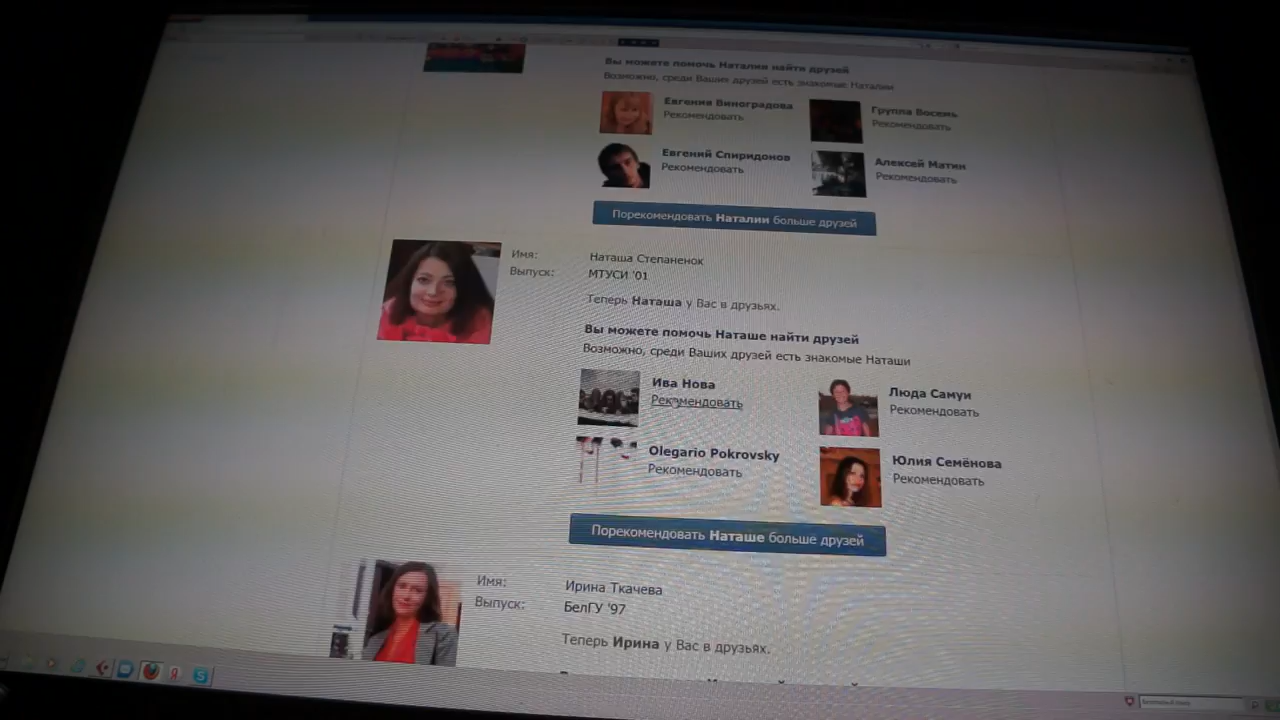 Вы можете помочь Наталии найти друзей
Возможно, среди Ваших друзей есть знакомые Наталии
Евгения Виноградова
Рекомендовать
Группа Восемь
Рекомендовать
Евгений Спиридонов
Рекомендовать
Алексей Матин
Рекомендовать
Порекомендовать Наталии больше друзей
Имя: Наташа Степаненок
Выпуск: МТУСИ '01
Теперь Наташа у Вас в друзьях.
Вы можете помочь Наташе найти друзей
Возможно, среди Ваших друзей есть знакомые Наташи
Ива Нова
Рекомендовать
Люда Самуи
Рекомендовать
Olegario Pokrovsky
Рекомендовать
Юлия Семёнова
Рекомендовать
Порекомендовать Наташе больше друзей
Имя: Ирина Ткачева
Выпуск: БелГУ '97
Теперь Ирина у Вас в друзьях.